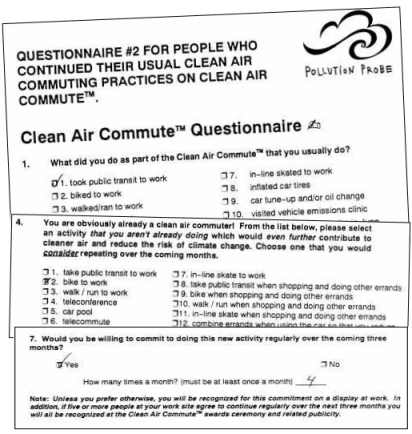 QUESTIONNAIRE #2 FOR PEOPLE WHO
CONTINUED THEIR USUAL CLEAN AIR
COMMUTING PRACTICES ON CLEAN AIR
COMMUTE™.
POLLUTION PROBE
Clean Air Commute™ Questionnaire
1. What did you do as part of the Clean Air Commute™ that you usually do?
1. took public transit to work
2. biked to work
3. walked/ran to work
7. in-line skated to work
8. inflated car tires
9. car tune-up and/or oil change
10. visited vehicle emissions clinic
4. You are obviously already a clean air commuter! From the list below, please select
an activity that you aren't already doing which would even further contribute to
cleaner air and reduce the risk of climate change. Choose one that you would
consider repeating over the coming months.
1. take public transit to work
2. bike to work
3. walk / run to work
4. teleconference
5. car pool
6. telecommute
7. in-line skate to work
8. take public transit when shopping and doing other errands
9. bike when shopping and doing other errands
10. walk / run when shopping and doing other errands
11. in-line skate when shopping and doing other errands
12. combine errands when using the car so that you reduce
7. Would you be willing to commit to doing this new activity regularly over the coming three
months?
Yes
No
How many times a month? (must be at least once a month) 4
Note: Unless you prefer otherwise, you will be recognized for this commitment on a display at work. In
addition, if five or more people at your work site agree to continue regularly over the next three months you
will all be recognized at the Clean Air Commute™ awards ceremony and related publicity.